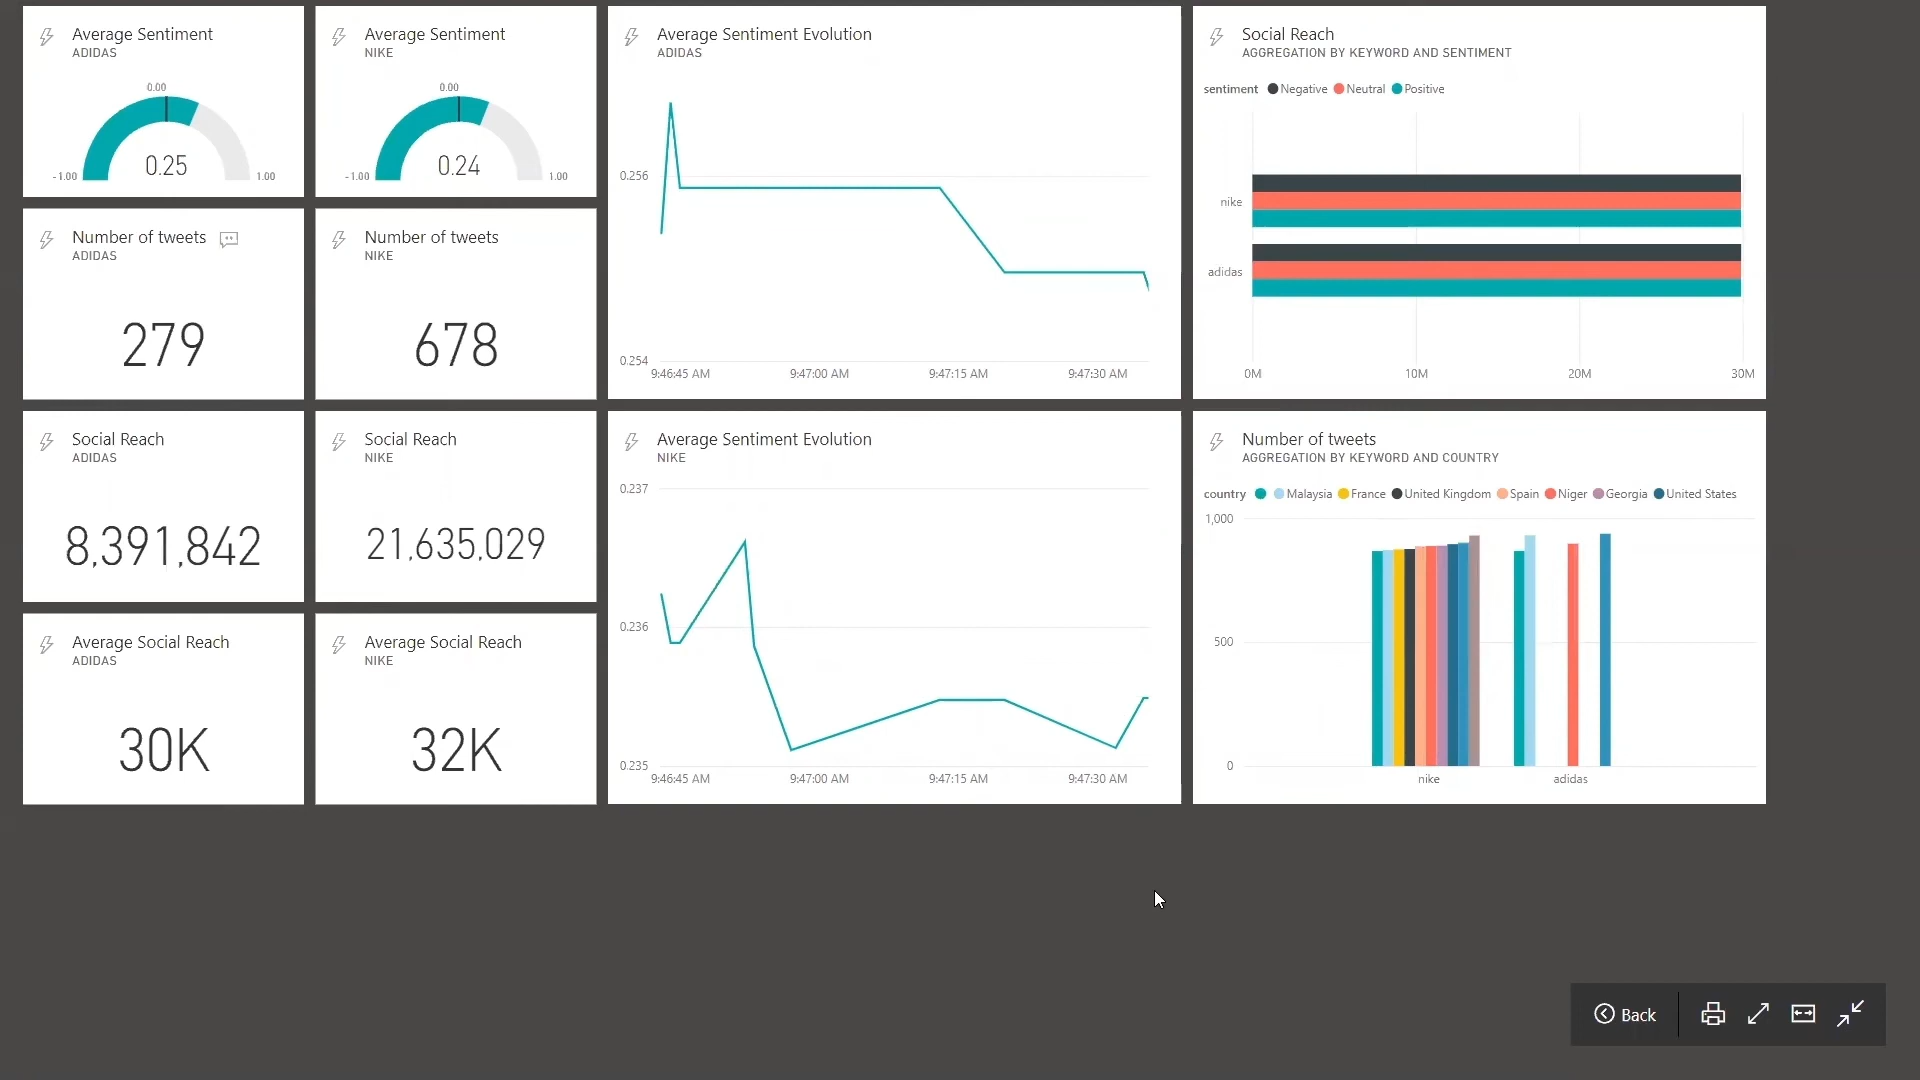 Average Sentiment
ADIDAS
0.00
-1.00
0.25
1.00
Average Sentiment
NIKE
0.00
-1.00
0.24
1.00
Average Sentiment Evolution
ADIDAS
0.256
0.254
9:46:45 AM 9:47:00 AM 9:47:15 AM 9:47:30 AM
Social Reach
AGGREGATION BY KEYWORD AND SENTIMENT
sentiment Negative Neutral Positive
nike
adidas
0M 10M 20M 30M
Number of tweets
ADIDAS
279
Number of tweets
NIKE
678
Social Reach
ADIDAS
8,391,842
Social Reach
NIKE
21,635,029
Average Sentiment Evolution
NIKE
0.237
0.236
0.235
9:46:45 AM 9:47:00 AM 9:47:15 AM 9:47:30 AM
Number of tweets
AGGREGATION BY KEYWORD AND COUNTRY
country Malaysia France United Kingdom Spain Niger Georgia United States
1,000
500
0
nike adidas
Average Social Reach
ADIDAS
30K
Average Social Reach
NIKE
32K
Back